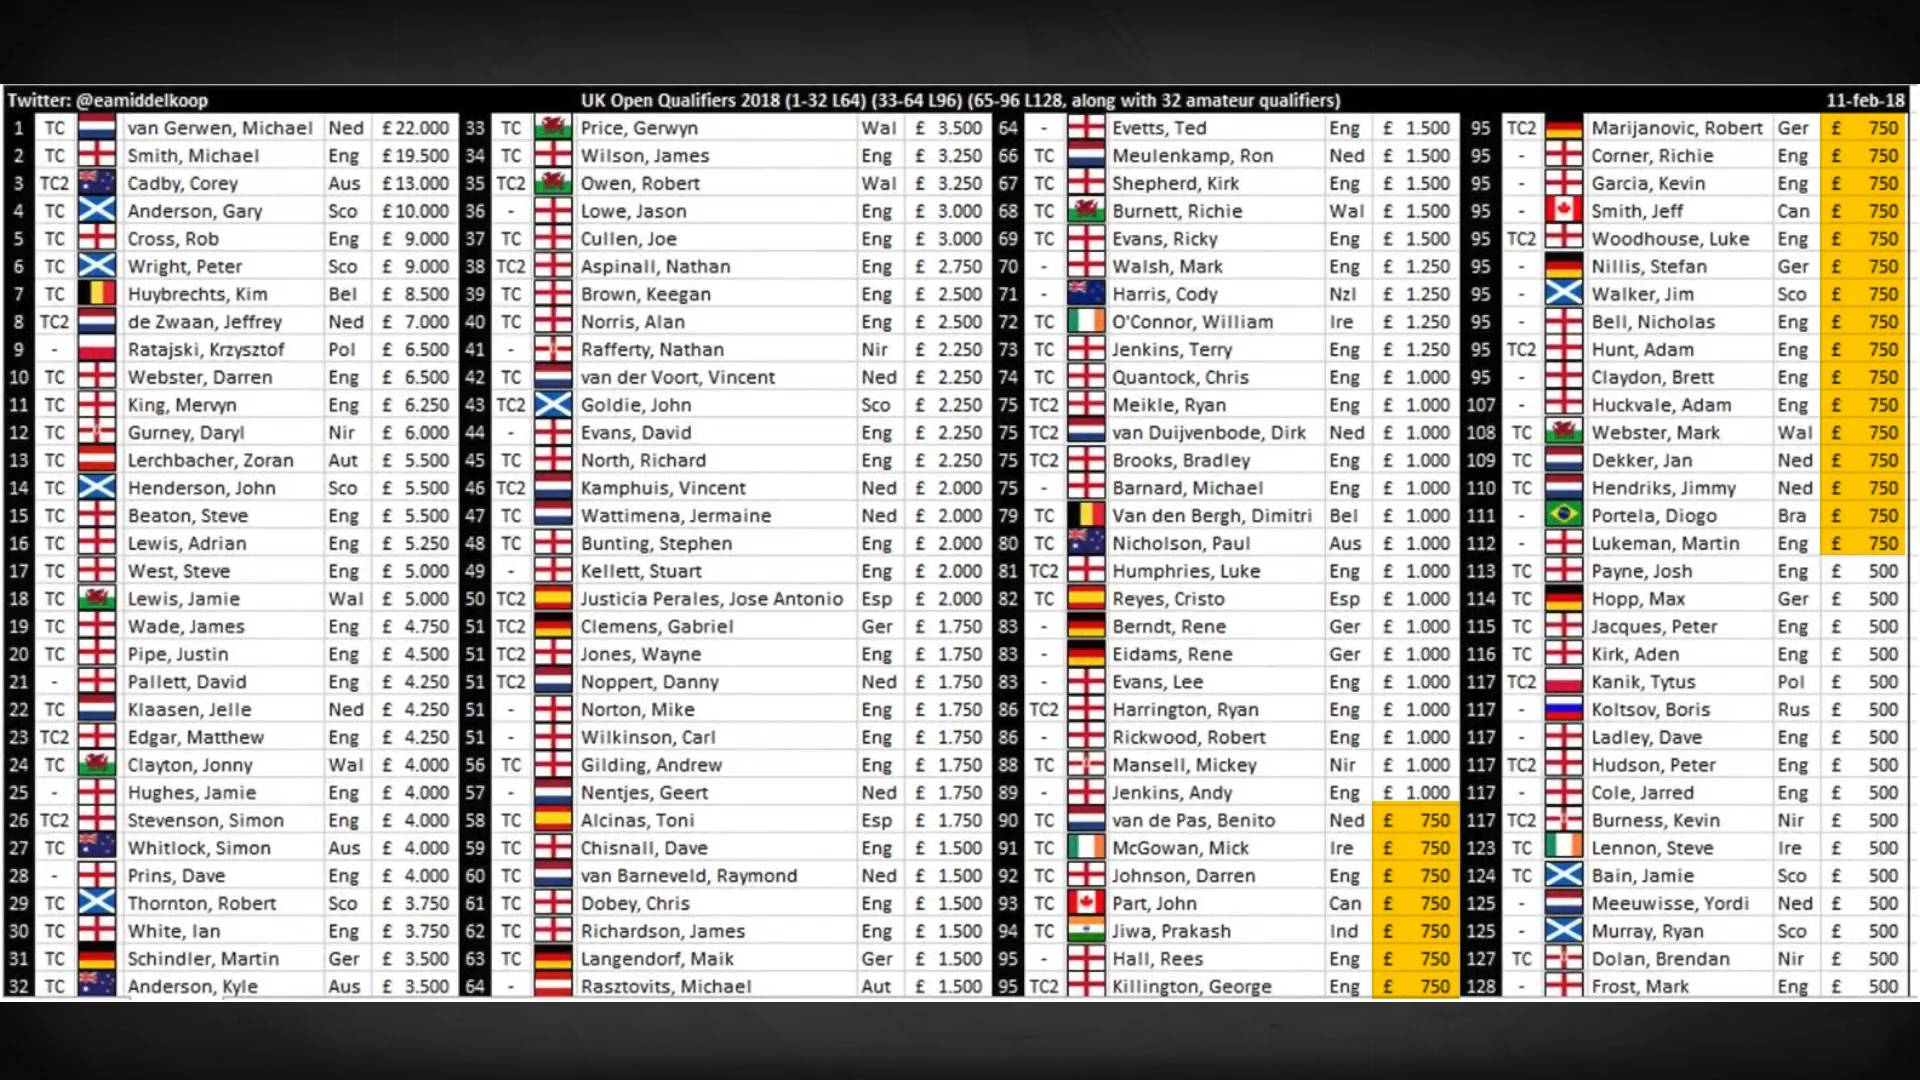 Twitter: @eamiddelkoop UK Open Qualifiers 2018 (1-32 L64) (33-64 L96) (65-96 L128, along with 32 amateur qualifiers) 11-feb-18
1 TC van Gerwen, Michael Ned £ 22.000 33 TC Price, Gerwyn Wal £ 3.500 64 - Evetts, Ted Eng £ 1.500 95 TC2 Marijanovic, Robert Ger £ 750
2 TC Smith, Michael Eng £ 19.500 34 TC Wilson, James Eng £ 3.250 66 TC Meulenkamp, Ron Ned £ 1.500 95 - Corner, Richie Eng £ 750
3 TC2 Cadby, Corey Aus £ 13.000 35 TC2 Owen, Robert Wal £ 3.250 67 TC Shepherd, Kirk Eng £ 1.500 95 - Garcia, Kevin Eng £ 750
4 TC Anderson, Gary Sco £ 10.000 36 - Lowe, Jason Eng £ 3.000 68 TC Burnett, Richie Wal £ 1.500 95 - Smith, Jeff Can £ 750
5 TC Cross, Rob Eng £ 9.000 37 TC Cullen, Joe Eng £ 3.000 69 TC Evans, Ricky Eng £ 1.500 95 TC2 Woodhouse, Luke Eng £ 750
6 TC Wright, Peter Sco £ 9.000 38 TC2 Aspinall, Nathan Eng £ 2.750 70 - Walsh, Mark Eng £ 1.250 95 - Nillis, Stefan Ger £ 750
7 TC Huybrechts, Kim Bel £ 8.500 39 TC Brown, Keegan Eng £ 2.500 71 - Harris, Cody Nzl £ 1.250 95 - Walker, Jim Sco £ 750
8 TC2 de Zwaan, Jeffrey Ned £ 7.000 40 TC Norris, Alan Eng £ 2.500 72 TC O'Connor, William Ire £ 1.250 95 - Bell, Nicholas Eng £ 750
9 - Ratajski, Krzysztof Pol £ 6.500 41 - Rafferty, Nathan Nir £ 2.250 73 TC Jenkins, Terry Eng £ 1.250 95 TC2 Hunt, Adam Eng £ 750
10 TC Webster, Darren Eng £ 6.500 42 TC van der Voort, Vincent Ned £ 2.250 74 TC Quantock, Chris Eng £ 1.000 95 - Claydon, Brett Eng £ 750
11 TC King, Mervyn Eng £ 6.250 43 TC2 Goldie, John Sco £ 2.250 75 TC2 Meikle, Ryan Eng £ 1.000 107 - Huckvale, Adam Eng £ 750
12 TC Gurney, Daryl Nir £ 6.000 44 - Evans, David Eng £ 2.250 75 TC2 van Duijvenbode, Dirk Ned £ 1.000 108 TC Webster, Mark Wal £ 750
13 TC Lerchbacher, Zoran Aut £ 5.500 45 TC North, Richard Eng £ 2.250 75 TC2 Brooks, Bradley Eng £ 1.000 109 TC Dekker, Jan Ned £ 750
14 TC Henderson, John Sco £ 5.500 46 TC2 Kamphuis, Vincent Ned £ 2.000 75 - Barnard, Michael Eng £ 1.000 110 TC Hendriks, Jimmy Ned £ 750
15 TC Beaton, Steve Eng £ 5.500 47 TC Wattimena, Jermaine Ned £ 2.000 79 TC Van den Bergh, Dimitri Bel £ 1.000 111 - Portela, Diogo Bra £ 750
16 TC Lewis, Adrian Eng £ 5.250 48 TC Bunting, Stephen Eng £ 2.000 80 TC Nicholson, Paul Aus £ 1.000 112 - Lukeman, Martin Eng £ 750
17 TC West, Steve Eng £ 5.000 49 - Kellett, Stuart Eng £ 2.000 81 TC2 Humphries, Luke Eng £ 1.000 113 TC Payne, Josh Eng £ 500
18 TC Lewis, Jamie Wal £ 5.000 50 TC2 Justicia Perales, Jose Antonio Esp £ 2.000 82 TC Reyes, Cristo Esp £ 1.000 114 TC Hopp, Max Ger £ 500
19 TC Wade, James Eng £ 4.750 51 TC2 Clemens, Gabriel Ger £ 1.750 83 - Berndt, Rene Ger £ 1.000 115 TC Jacques, Peter Eng £ 500
20 TC Pipe, Justin Eng £ 4.500 51 TC2 Jones, Wayne Eng £ 1.750 83 - Eidams, Rene Ger £ 1.000 116 TC Kirk, Aden Eng £ 500
21 - Pallett, David Eng £ 4.250 51 TC2 Noppert, Danny Ned £ 1.750 83 - Evans, Lee Eng £ 1.000 117 TC2 Kanik, Tytus Pol £ 500
22 TC Klaasen, Jelle Ned £ 4.250 51 - Norton, Mike Eng £ 1.750 86 TC2 Harrington, Ryan Eng £ 1.000 117 - Koltsov, Boris Rus £ 500
23 TC2 Edgar, Matthew Eng £ 4.250 51 - Wilkinson, Carl Eng £ 1.750 86 - Rickwood, Robert Eng £ 1.000 117 - Ladley, Dave Eng £ 500
24 TC Clayton, Jonny Wal £ 4.000 56 TC Gilding, Andrew Eng £ 1.750 88 TC Mansell, Mickey Nir £ 1.000 117 TC2 Hudson, Peter Eng £ 500
25 - Hughes, Jamie Eng £ 4.000 57 - Nentjes, Geert Ned £ 1.750 89 - Jenkins, Andy Eng £ 1.000 117 - Cole, Jarred Eng £ 500
26 TC2 Stevenson, Simon Eng £ 4.000 58 TC Alcinas, Toni Esp £ 1.750 90 TC van de Pas, Benito Ned £ 750 117 TC2 Burness, Kevin Nir £ 500
27 TC Whitlock, Simon Aus £ 4.000 59 TC Chisnall, Dave Eng £ 1.500 91 TC McGowan, Mick Ire £ 750 123 TC Lennon, Steve Ire £ 500
28 - Prins, Dave Eng £ 4.000 60 TC van Barneveld, Raymond Ned £ 1.500 92 TC Johnson, Darren Eng £ 750 124 TC Bain, Jamie Sco £ 500
29 TC Thornton, Robert Sco £ 3.750 61 TC Dobey, Chris Eng £ 1.500 93 TC Part, John Can £ 750 125 - Meeuwisse, Yordi Ned £ 500
30 TC White, Ian Eng £ 3.750 62 TC Richardson, James Eng £ 1.500 94 TC Jiwa, Prakash Ind £ 750 125 - Murray, Ryan Sco £ 500
31 TC Schindler, Martin Ger £ 3.500 63 TC Langendorf, Maik Ger £ 1.500 95 - Hall, Rees Eng £ 750 127 TC Dolan, Brendan Nir £ 500
32 TC Anderson, Kyle Aus £ 3.500 64 - Rasztovits, Michael Aut £ 1.500 95 TC2 Killington, George Eng £ 750 128 - Frost, Mark Eng £ 500